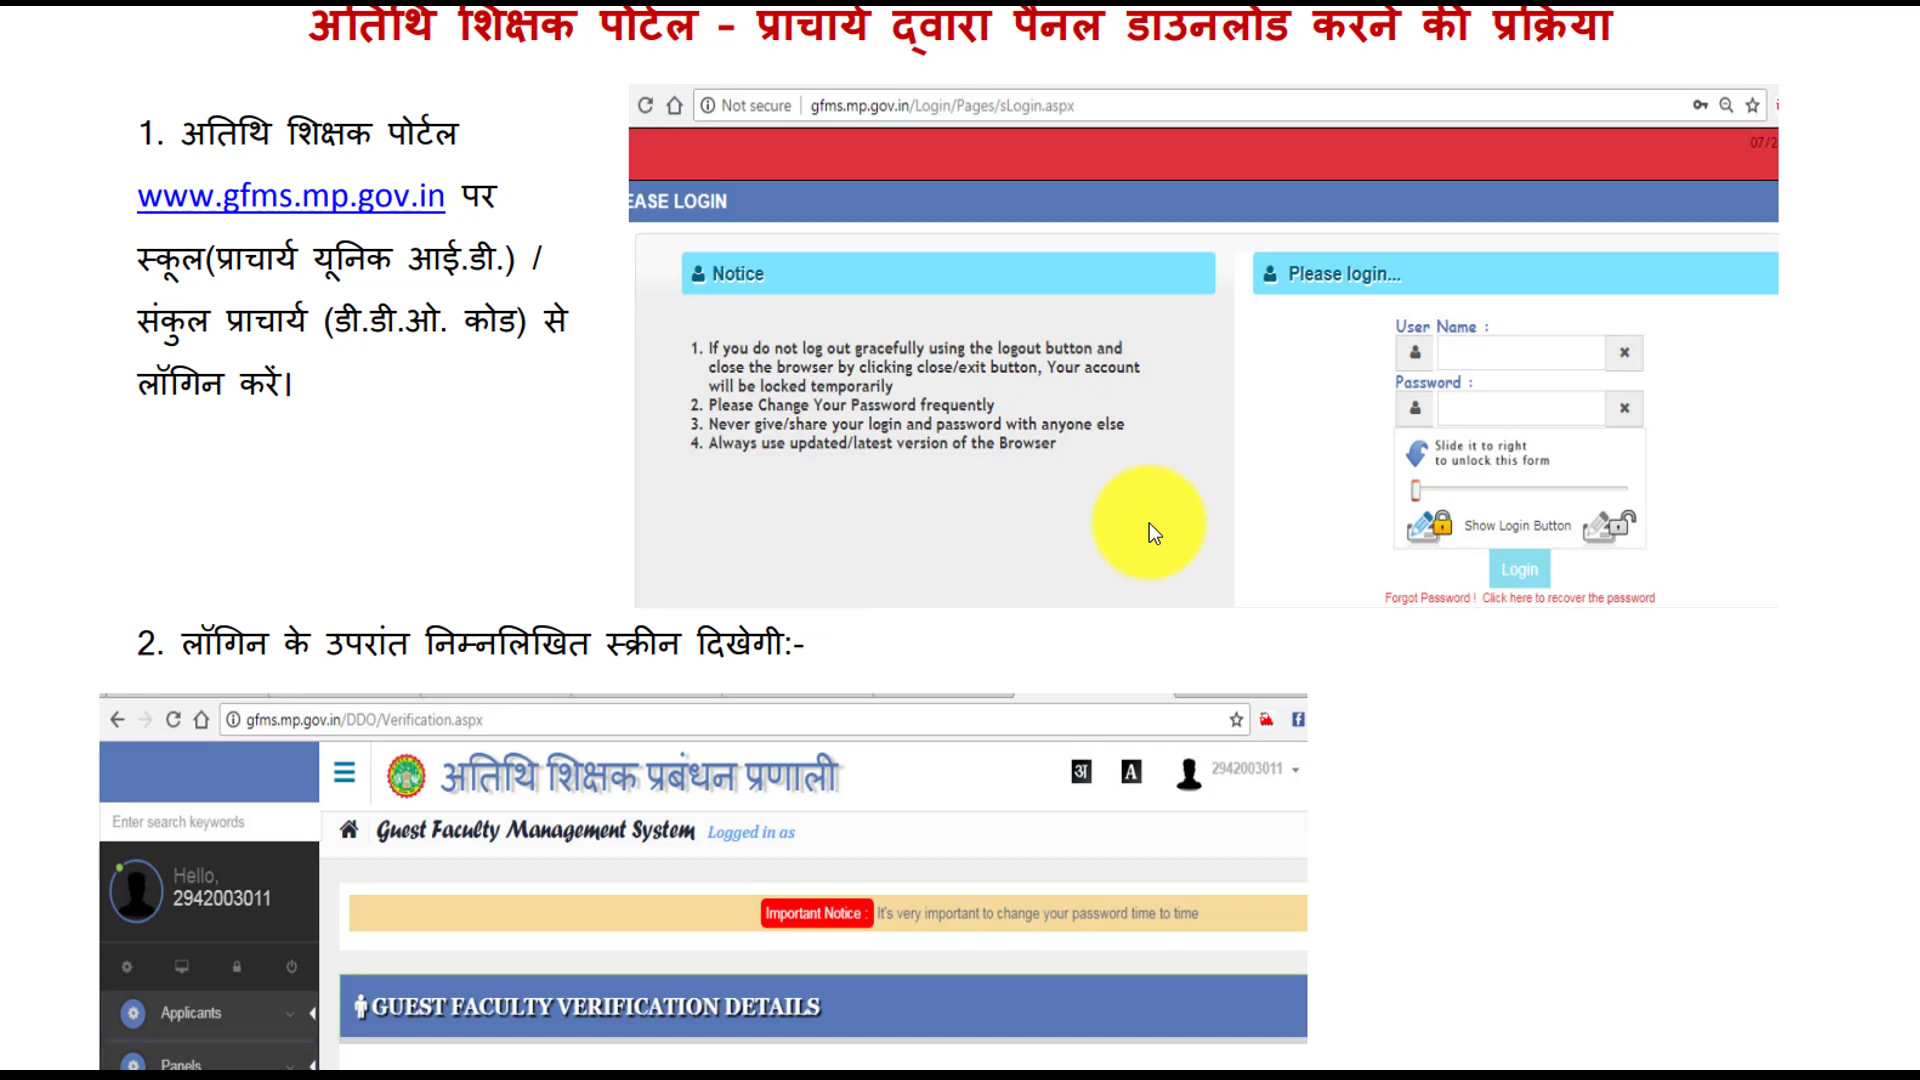 अतिथि शिक्षक पोर्टल - प्राचार्य द्वारा पैनल डाउनलोड करने की प्रक्रिया
1. अतिथि शिक्षक पोर्टल
www.gfms.mp.gov.in पर
स्कूल(प्राचार्य यूनिक आई.डी.) /
संकुल प्राचार्य (डी.डी.ओ. कोड) से
लॉगिन करें।
Not secure | gfms.mp.gov.in/Login/Pages/sLogin.aspx
07/2
EASE LOGIN
Notice
1. If you do not log out gracefully using the logout button and
close the browser by clicking close/exit button, Your account
will be locked temporarily
2. Please Change Your Password frequently
3. Never give/share your login and password with anyone else
4. Always use updated/latest version of the Browser
Please login...
User Name :
Password :
Slide it to right
to unlock this form
Show Login Button
Login
Forgot Password ! Click here to recover the password
2. लॉगिन के उपरांत निम्नलिखित स्क्रीन दिखेगी:-
gfms.mp.gov.in/DDO/Verification.aspx
अतिथि शिक्षक प्रबंधन प्रणाली
अ A 2942003011
Enter search keywords
Guest Faculty Management System Logged in as
Hello,
2942003011
Important Notice : It's very important to change your password time to time
GUEST FACULTY VERIFICATION DETAILS
Applicants
Panels